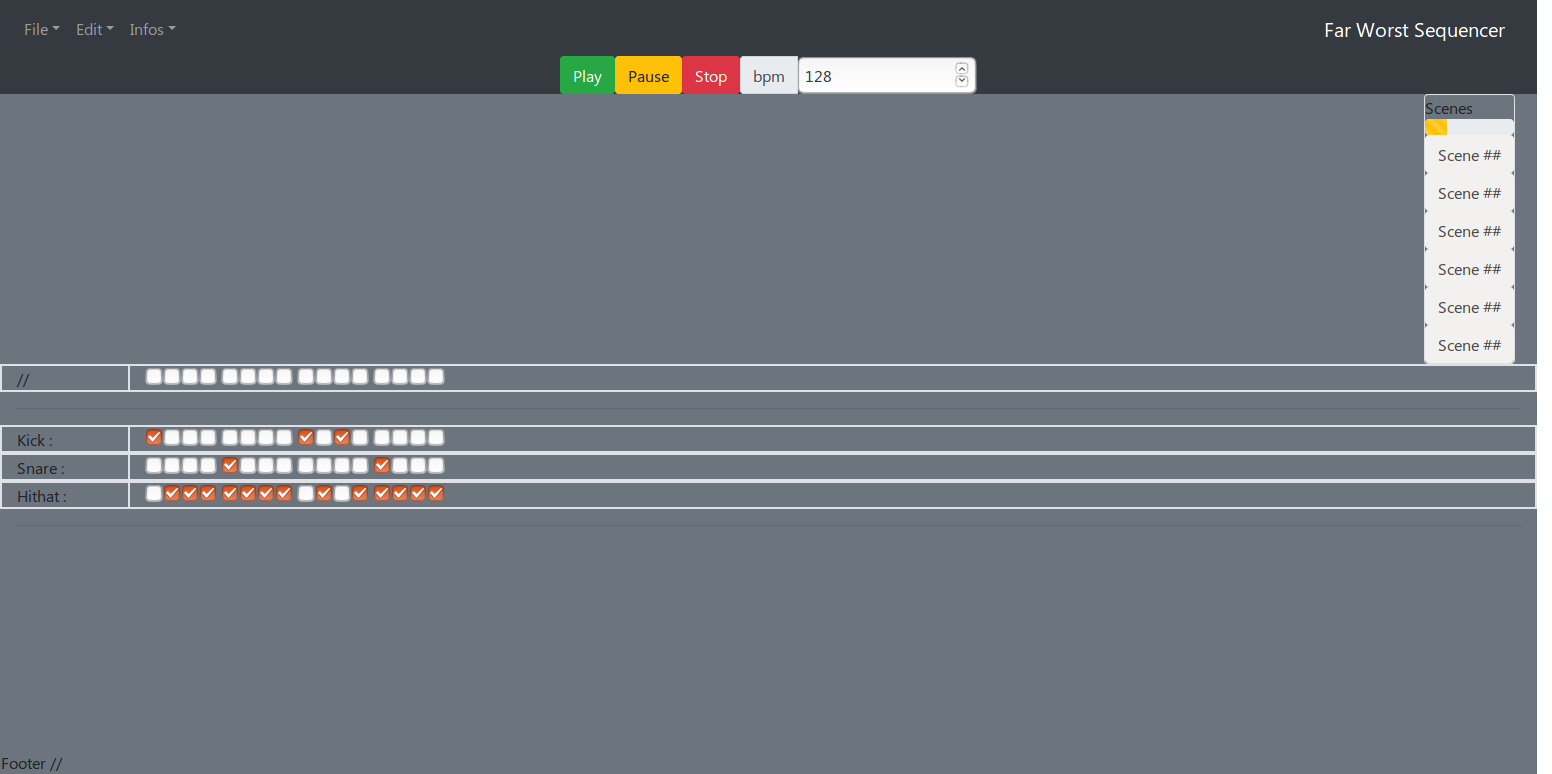 File Edit Infos Far Worst Sequencer
Play Pause Stop bpm 128
Scenes
Scene ##
Scene ##
Scene ##
Scene ##
Scene ##
Scene ##
//
Kick :
Snare :
Hithat :
Footer //